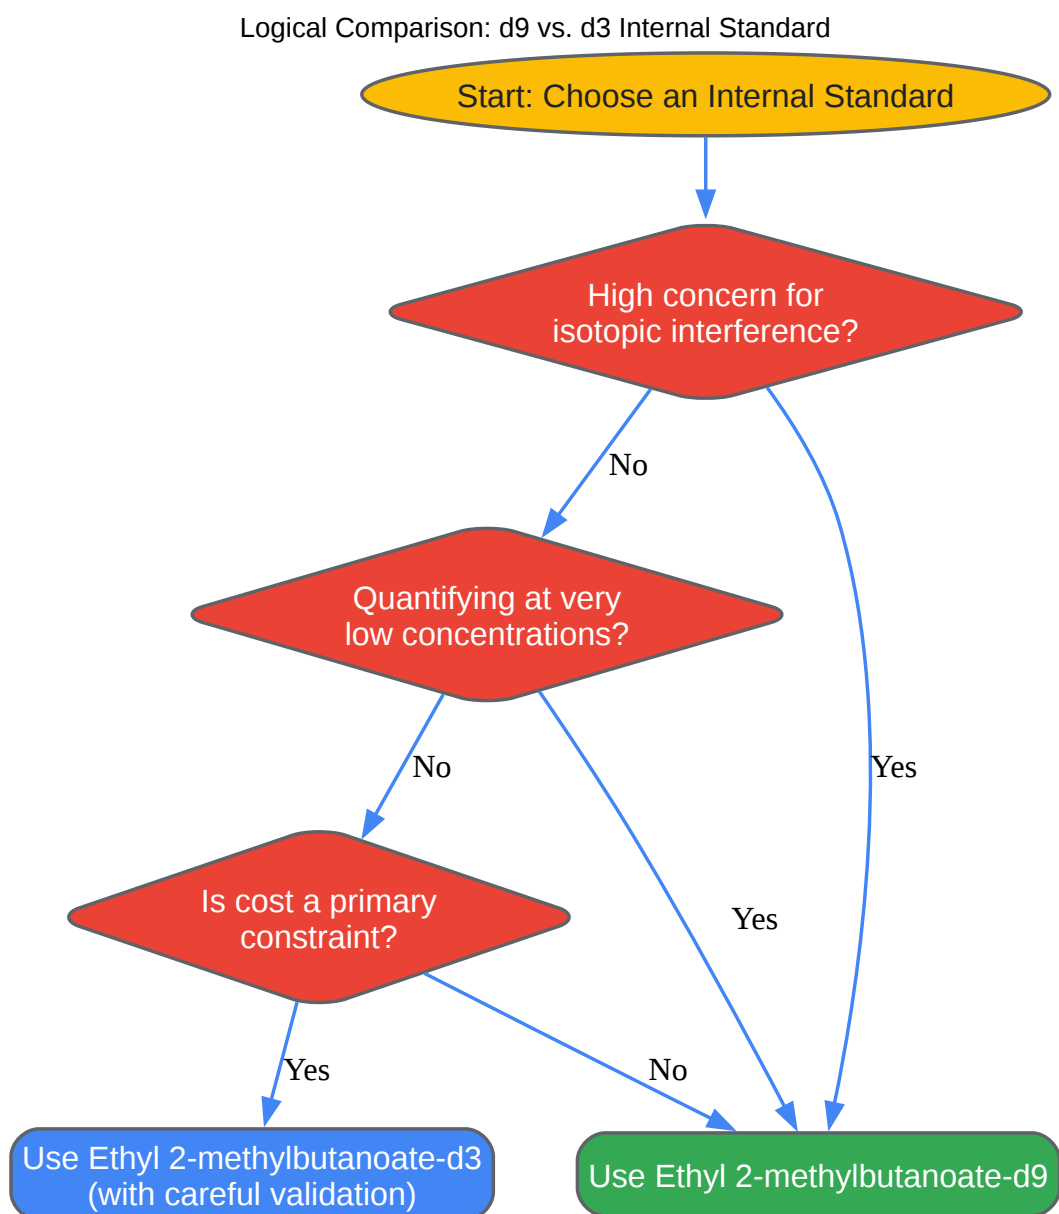 Logical Comparison: d9 vs. d3 Internal Standard
Start: Choose an Internal Standard
High concern for
isotopic interference?
No
Quantifying at very
low concentrations?
No
Yes
Is cost a primary
constraint?
Yes
Yes
No
Use Ethyl 2-methylbutanoate-d3
(with careful validation)
Use Ethyl 2-methylbutanoate-d9